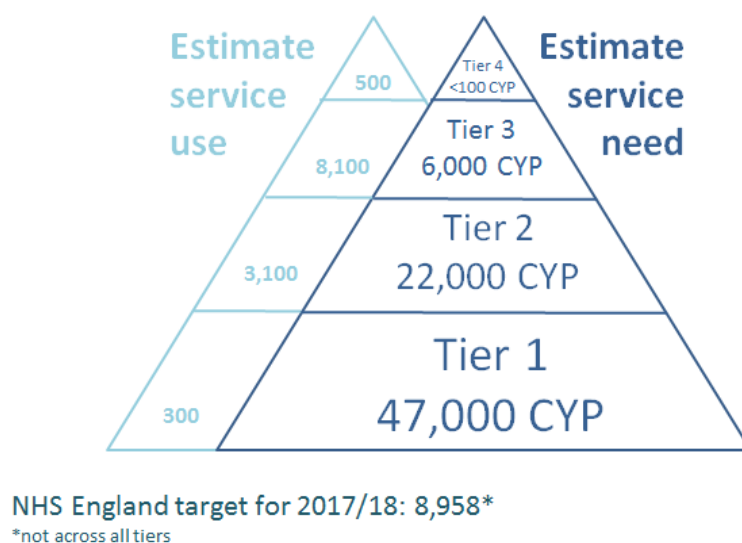 Estimate
service
use
Estimate
service
need
500
Tier 4
<100 CYP
8,100
Tier 3
6,000 CYP
3,100
Tier 2
22,000 CYP
300
Tier 1
47,000 CYP
NHS England target for 2017/18: 8,958*
*not across all tiers